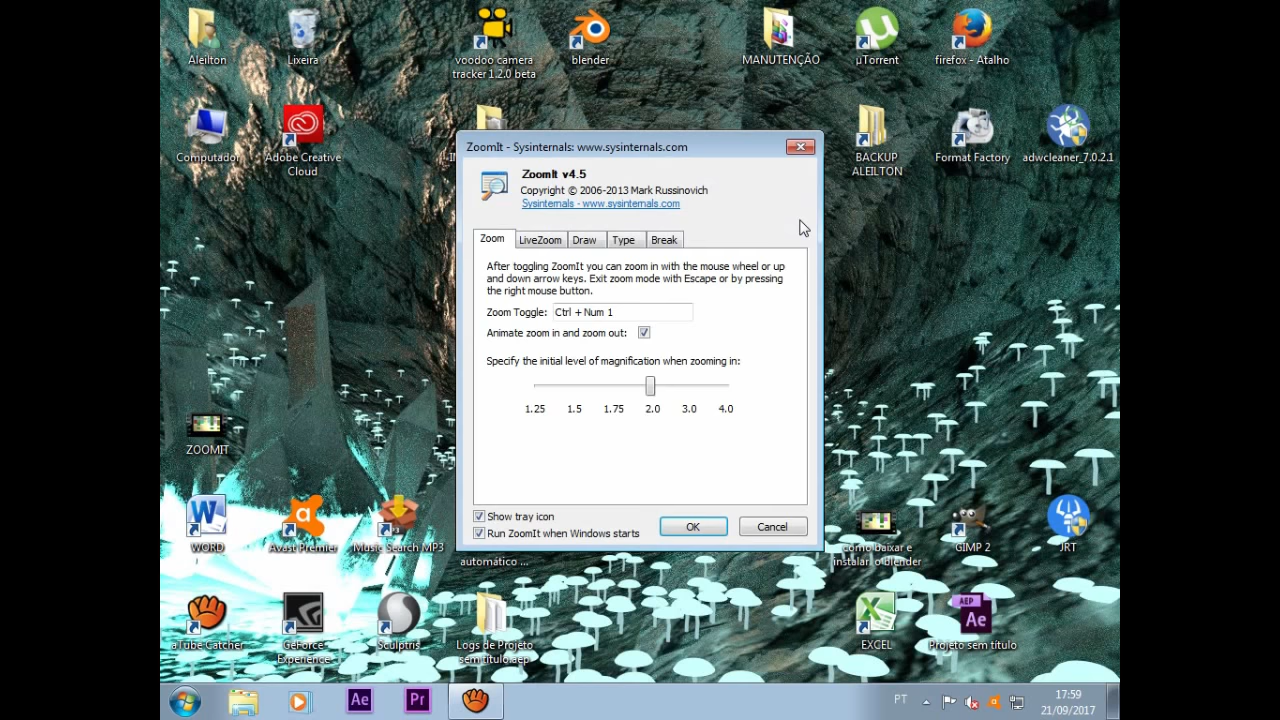 Aleilton
Lixeira
voodoo camera
tracker 1.2.0 beta
blender
MANUTENÇÃO
µTorrent
firefox - Atalho
Computador
Adobe Creative
Cloud
BACKUP
ALEILTON
Format Factory
adwcleaner_7.0.2.1
ZoomIt - Sysinternals: www.sysinternals.com
ZoomIt v4.5
Copyright © 2006-2013 Mark Russinovich
Sysinternals - www.sysinternals.com
Zoom
LiveZoom
Draw
Type
Break
After toggling ZoomIt you can zoom in with the mouse wheel or up
and down arrow keys. Exit zoom mode with Escape or by pressing
the right mouse button.
Zoom Toggle: Ctrl + Num 1
Animate zoom in and zoom out:
Specify the initial level of magnification when zooming in:
1.25 1.5 1.75 2.0 3.0 4.0
Show tray icon
Run ZoomIt when Windows starts
OK
Cancel
ZOOMIT
WORD
Avast Premier
Music Search MP3
automático ...
como baixar e
instalar. o blender
GIMP 2
JRT
aTube Catcher
GeForce
Experience
Sculptris
Logs de Projeto
sem título.aep
EXCEL
AEP
Ae
Projeto sem título
Ae
Pr
PT
17:59
21/09/2017